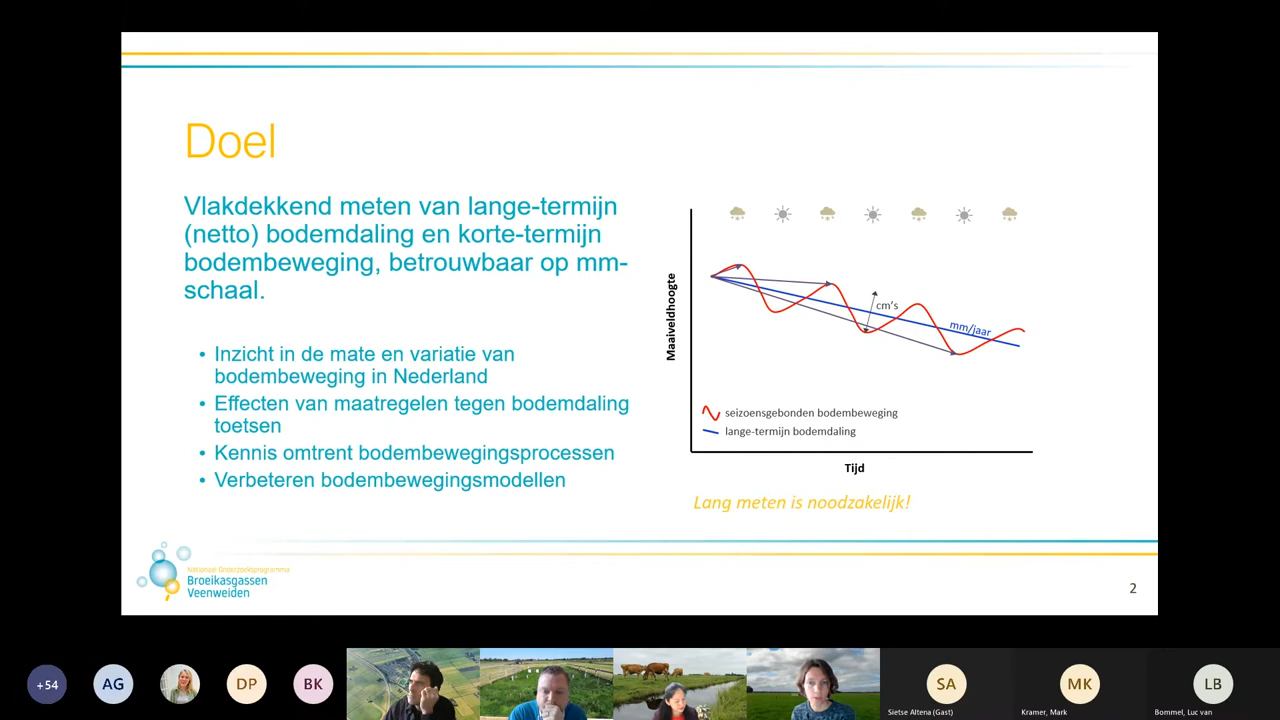 Doel
Vlakdekkend meten van lange-termijn
(netto) bodemdaling en korte-termijn
bodembeweging, betrouwbaar op mm-
schaal.
• Inzicht in de mate en variatie van
bodembeweging in Nederland
• Effecten van maatregelen tegen bodemdaling
toetsen
• Kennis omtrent bodembewegingsprocessen
• Verbeteren bodembewegingsmodellen
Maaiveldhoogte
cm's
mm/jaar
seizoensgebonden bodembeweging
lange-termijn bodemdaling
Tijd
Lang meten is noodzakelijk!
Nationaal Onderzoeksprogramma
Broeikasgassen
Veenweiden
2
+54
AG
DP
BK
SA
MK
LB
Sietse Altena (Gast)
Kramer, Mark
Bommel, Luc van